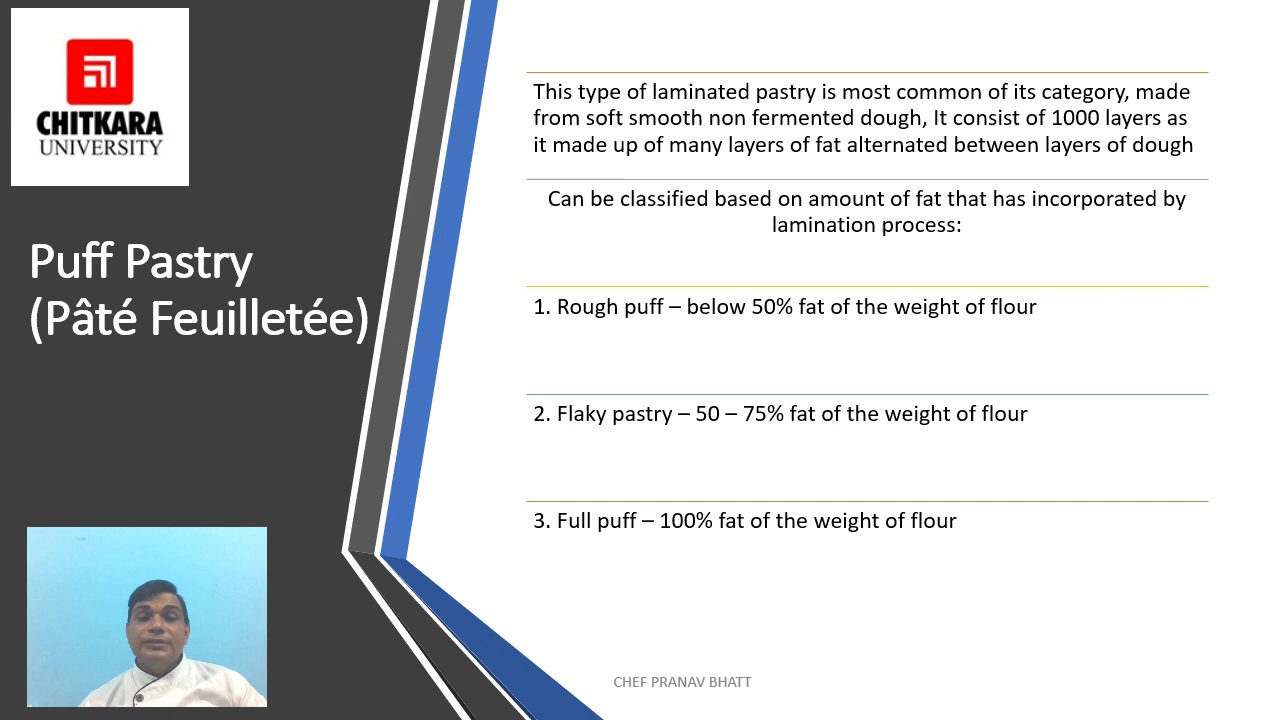 CHITKARA
UNIVERSITY
Puff Pastry
(Pâté Feuilletée)
This type of laminated pastry is most common of its category, made
from soft smooth non fermented dough, It consist of 1000 layers as
it made up of many layers of fat alternated between layers of dough
Can be classified based on amount of fat that has incorporated by
lamination process:
1. Rough puff – below 50% fat of the weight of flour
2. Flaky pastry – 50 – 75% fat of the weight of flour
3. Full puff – 100% fat of the weight of flour
CHEF PRANAV BHATT